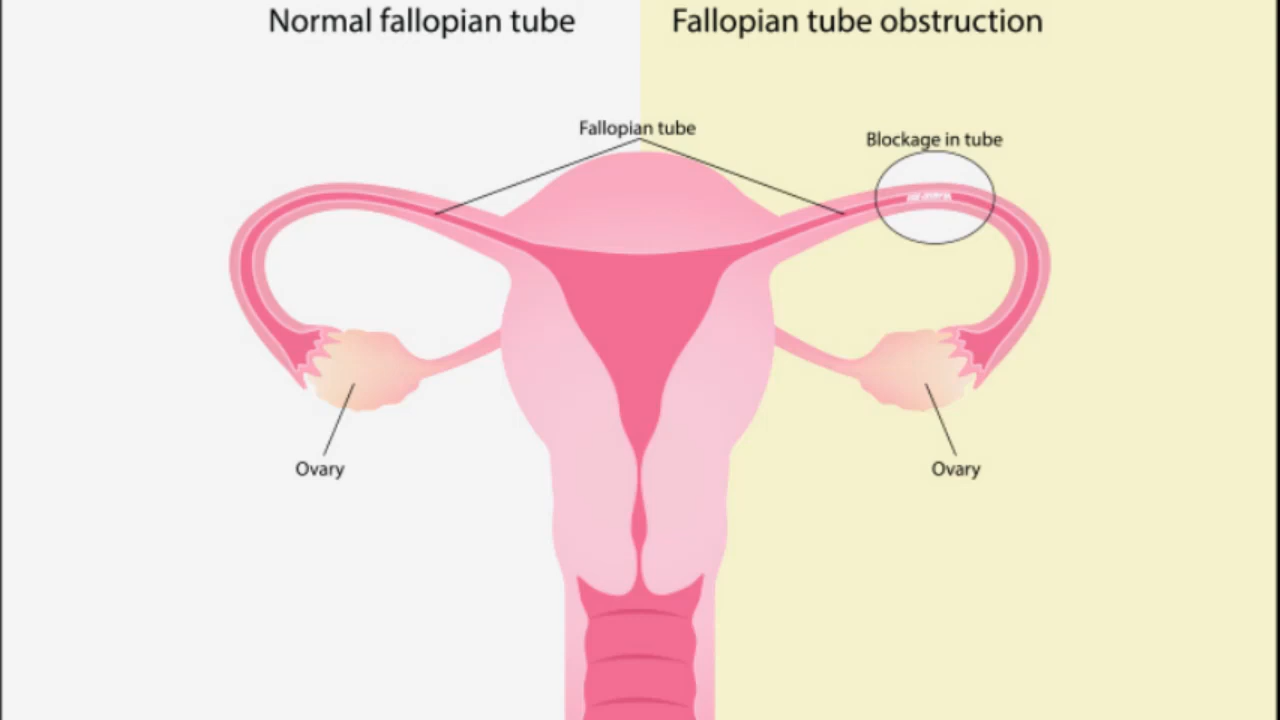 Normal fallopian tube
Fallopian tube obstruction
Fallopian tube
Blockage in tube
Ovary
Ovary